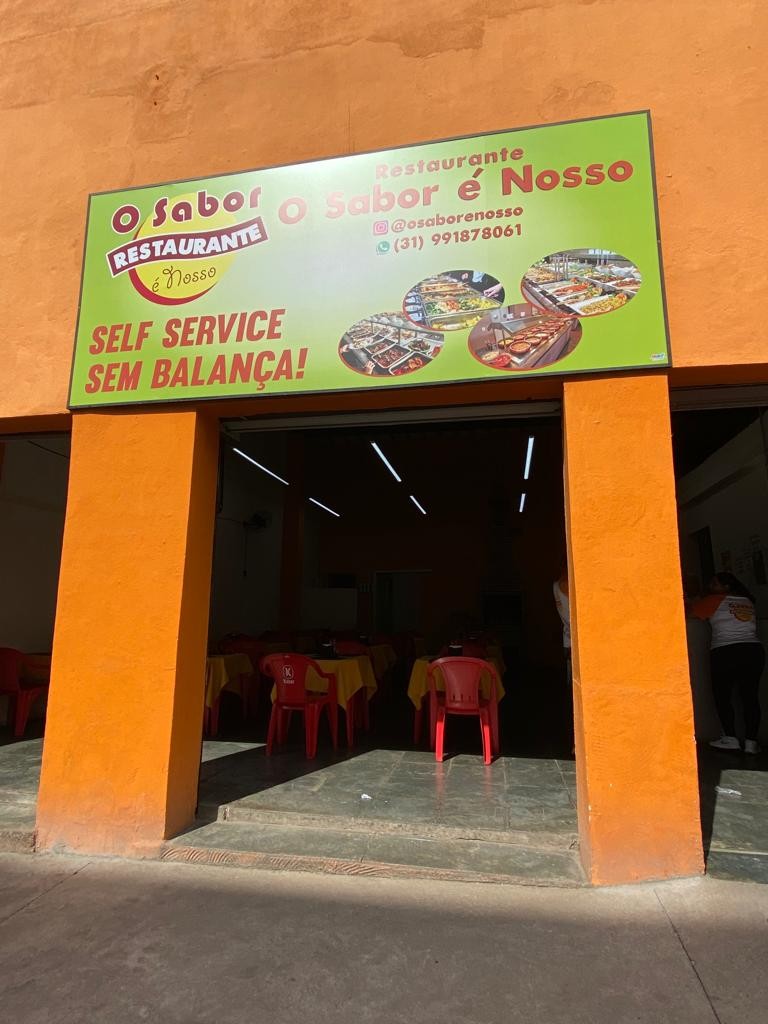 O Sabor
RESTAURANTE
é Nosso
Restaurante
O Sabor é Nosso
@osaborenosso
(31) 991878061
SELF SERVICE
SEM BALANÇA!
K